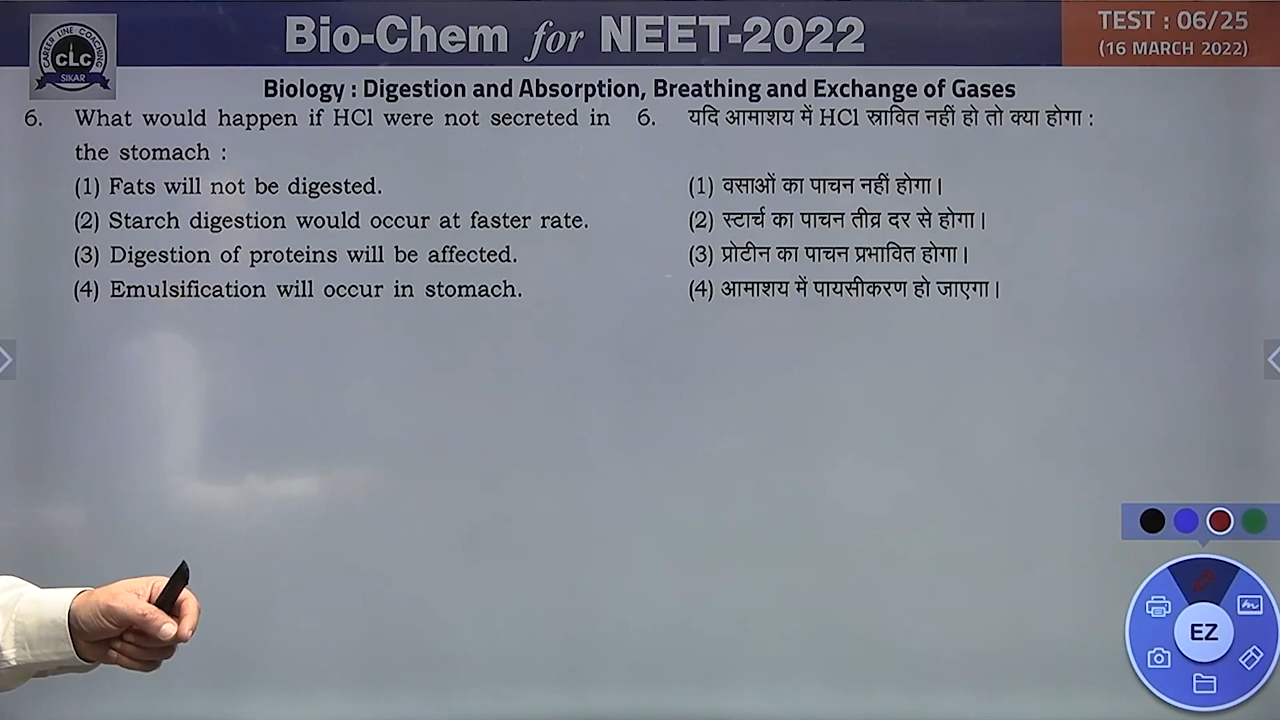 Bio-Chem for NEET-2022
TEST : 06/25
(16 MARCH 2022)
CAREER LINE COACHING
CLC
SIKAR
Biology : Digestion and Absorption, Breathing and Exchange of Gases
6. What would happen if HCl were not secreted in
the stomach :
(1) Fats will not be digested.
(2) Starch digestion would occur at faster rate.
(3) Digestion of proteins will be affected.
(4) Emulsification will occur in stomach.
6. यदि आमाशय में HCl स्रावित नहीं हो तो क्या होगा :
(1) वसाओं का पाचन नहीं होगा।
(2) स्टार्च का पाचन तीव्र दर से होगा।
(3) प्रोटीन का पाचन प्रभावित होगा।
(4) आमाशय में पायसीकरण हो जाएगा।
EZ